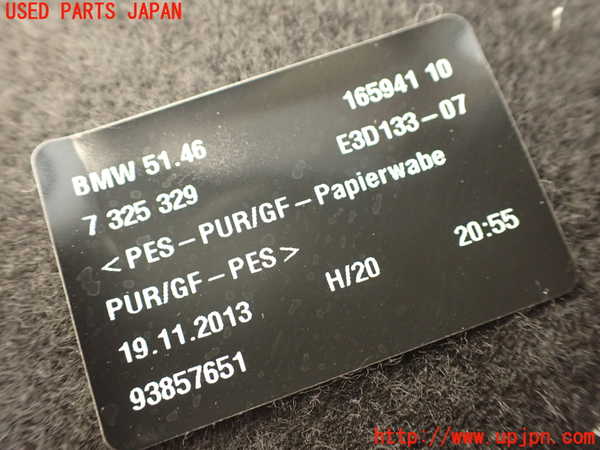 USED PARTS JAPAN
165941 10
BMW 51.46
E3D133-07
7 325 329
<PES-PUR/GF-Papierwabe
PUR/GF-PES>
20:55
H/20
19.11.2013
93857651
http://www.upjpn.com/